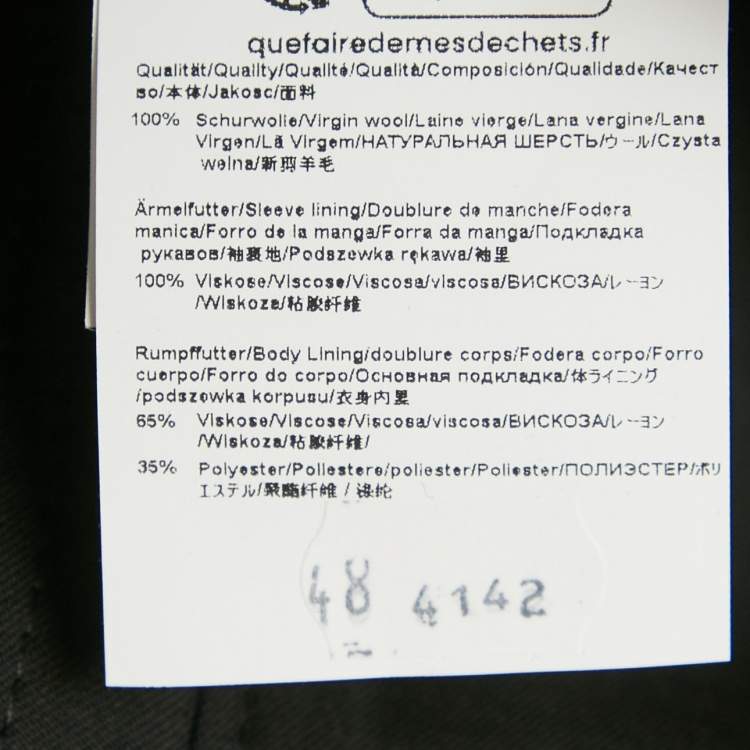 quefairedemesdechets.fr
Qualität/Quality/Qualité/Qualità/Composición/Qualidade/Качест
во/本体/Jakosc/面料
100% Schurwolle/Virgin wool/Laine vierge/Lana vergine/Lana
Virgen/Lã Virgem/НАТУРАЛЬНАЯ ШЕРСТЬ/ウール/Czysta
welna/新剪羊毛
Ärmelfutter/Sleeve lining/Doublure de manche/Fodera
manica/Forro de la manga/Forra da manga/Подкладка
рукавов/袖裏地/Podszewka rękawa/袖里
100% Viskose/Viscose/Viscosa/viscosa/ВИСКОЗА/レーヨン
/Wiskoza/粘胶纤维
Rumpffutter/Body Lining/doublure corps/Fodera corpo/Forro
cuerpo/Forro do corpo/Основная подкладка/体ライニング
/podszewka korpusu/衣身内里
65% Viskose/Viscose/Viscosa/viscosa/ВИСКОЗА/レーヨン
/Wiskoza/粘胶纤维/
35% Polyester/Poliestere/poliester/Poliester/ПОЛИЭСТЕР/ポリ
エステル/聚酯纤维 /
48 4142